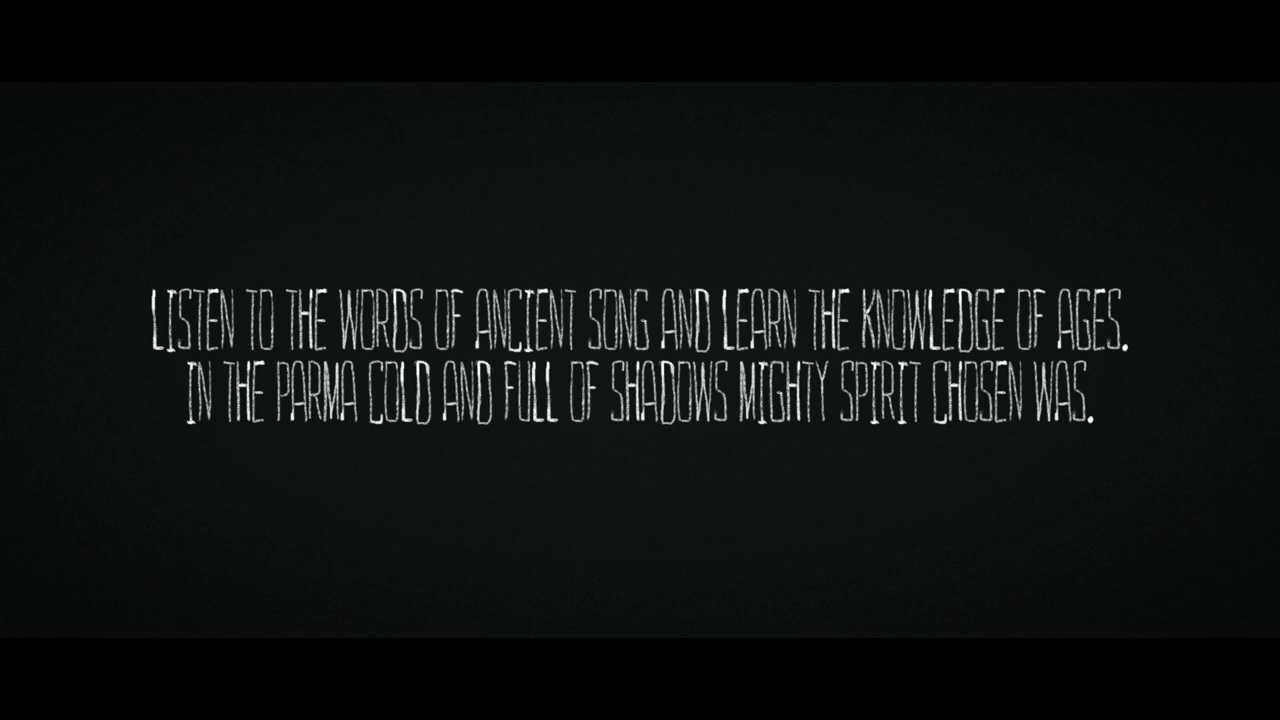 LISTEN TO THE WORDS OF ANCIENT SONG AND LEARN THE KNOWLEDGE OF AGES.
IN THE PARMA COLD AND FULL OF SHADOWS MIGHTY SPIRIT CHOSEN WAS.